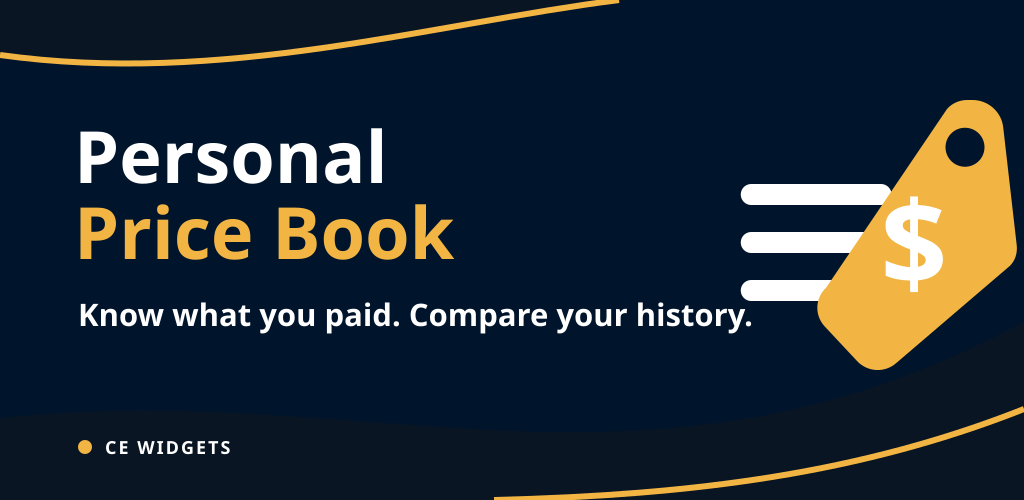 Personal
Price Book
$
Know what you paid. Compare your history.
CE WIDGETS